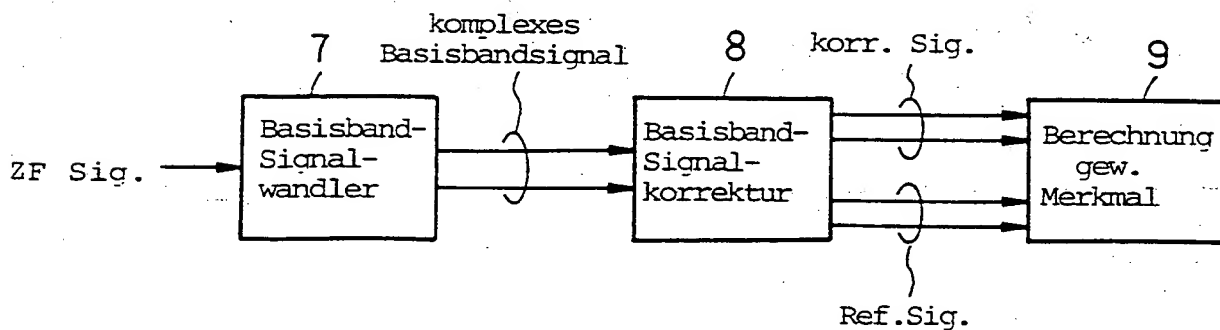 komplexes
Basisbandsignal
7
8
korr. Sig.
9
ZF Sig.
Basisband-
Signal-
wandler
Basisband-
Signal-
korrektur
Berechnung
gew.
Merkmal
Ref.Sig.